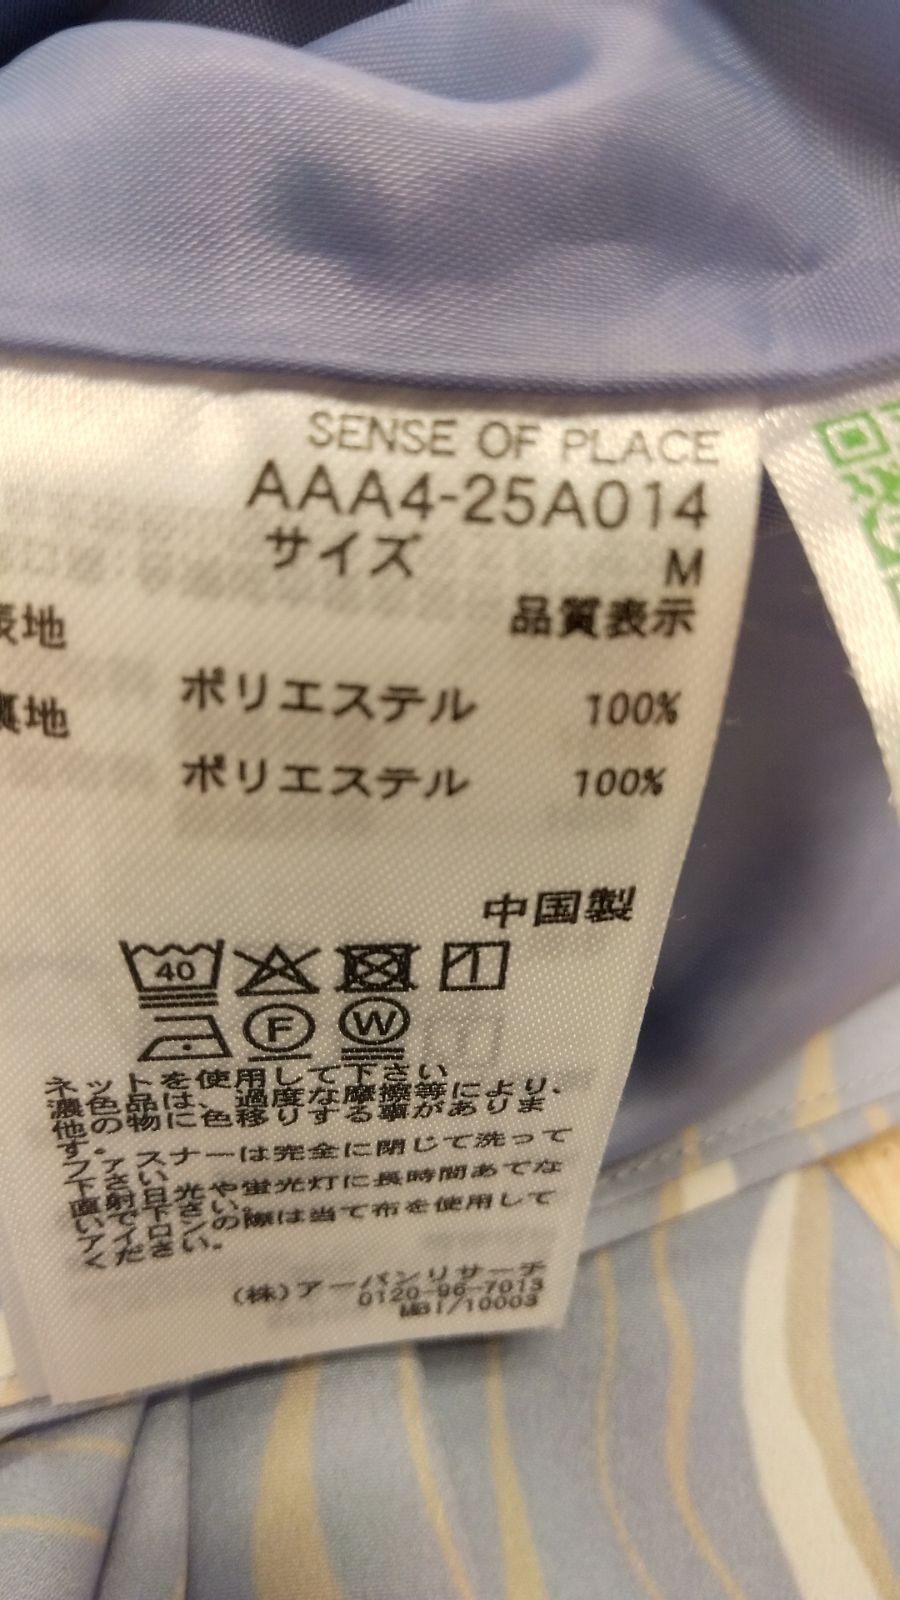 SENSE OF PLACE
AAA4-25A014
サイズ M
品質表示
表地
ポリエステル 100%
裏地
ポリエステル 100%
中国製
40
F W
ネットを使用して下さい
濃色品は、過度な摩擦等により、
他の物に色移りする事がありま
す。
ファスナーは完全に閉じて洗って
下さい
直射日光や蛍光灯に長時間あてな
いで下さい。
アイロンの際は当て布を使用して
ください。
(株)アーバンリサーチ
0120-96-7013
MBI/10003